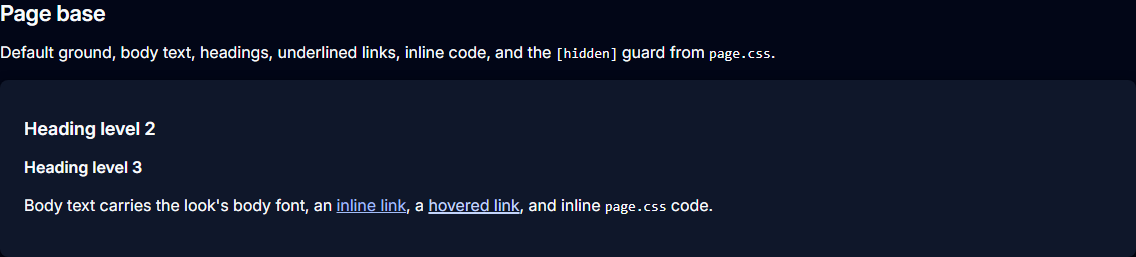 Page base
Default ground, body text, headings, underlined links, inline code, and the [hidden] guard from page.css.
Heading level 2
Heading level 3
Body text carries the look's body font, an inline link, a hovered link, and inline page.css code.